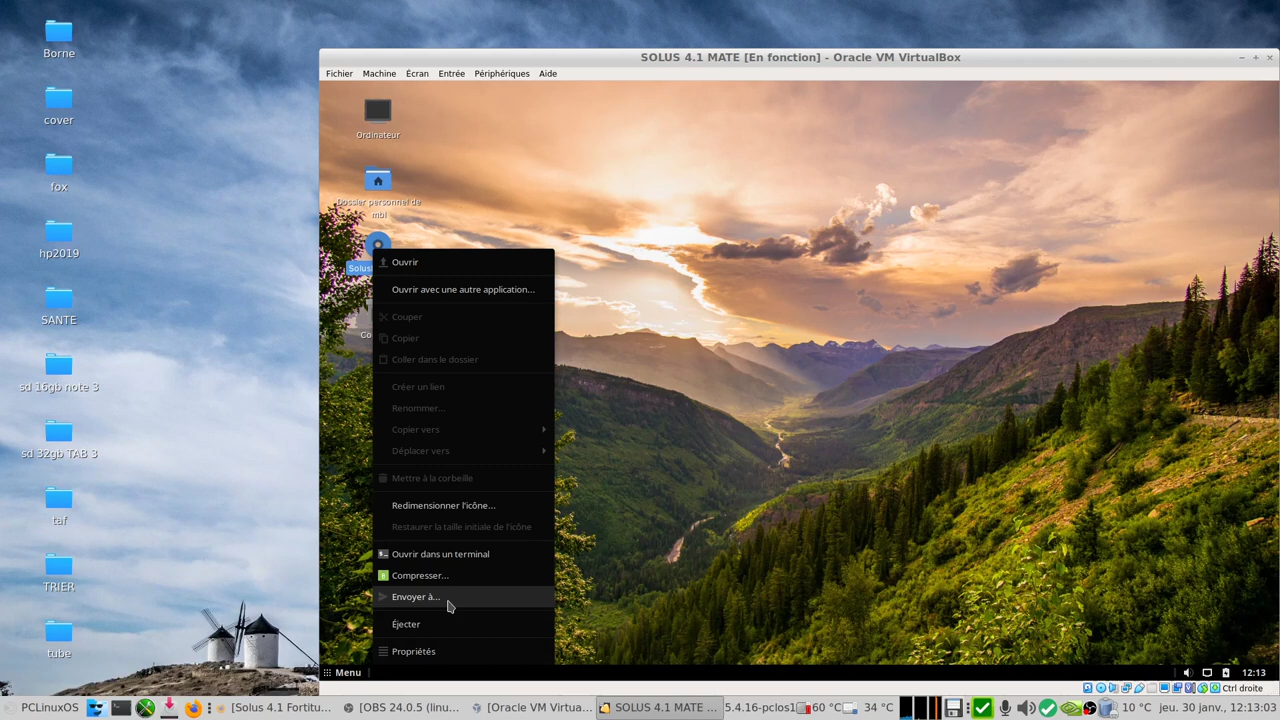 Borne
cover
fox
hp2019
SANTE
sd 16gb note 3
sd 32gb TAB 3
taf
TRIER
tube
SOLUS 4.1 MATE [En fonction] - Oracle VM VirtualBox
Fichier Machine Écran Entrée Périphériques Aide
Ordinateur
Dossier personnel de
mbl
Solus
Co
Ouvrir
Ouvrir avec une autre application...
Couper
Copier
Coller dans le dossier
Créer un lien
Renommer...
Copier vers
Déplacer vers
Mettre à la corbeille
Redimensionner l'icône...
Restaurer la taille initiale de l'icône
Ouvrir dans un terminal
Compresser...
Envoyer à...
Éjecter
Propriétés
Menu 12:13
Ctrl droite
PCLinuxOS 4.1 Fortitu... [OBS 24.0.5 (linu... [Oracle VM Virtua... SOLUS 4.1 MATE ... 5.4.16-pclos1 60 °C 34 °C 10 °C jeu. 30 janv., 12:13:03